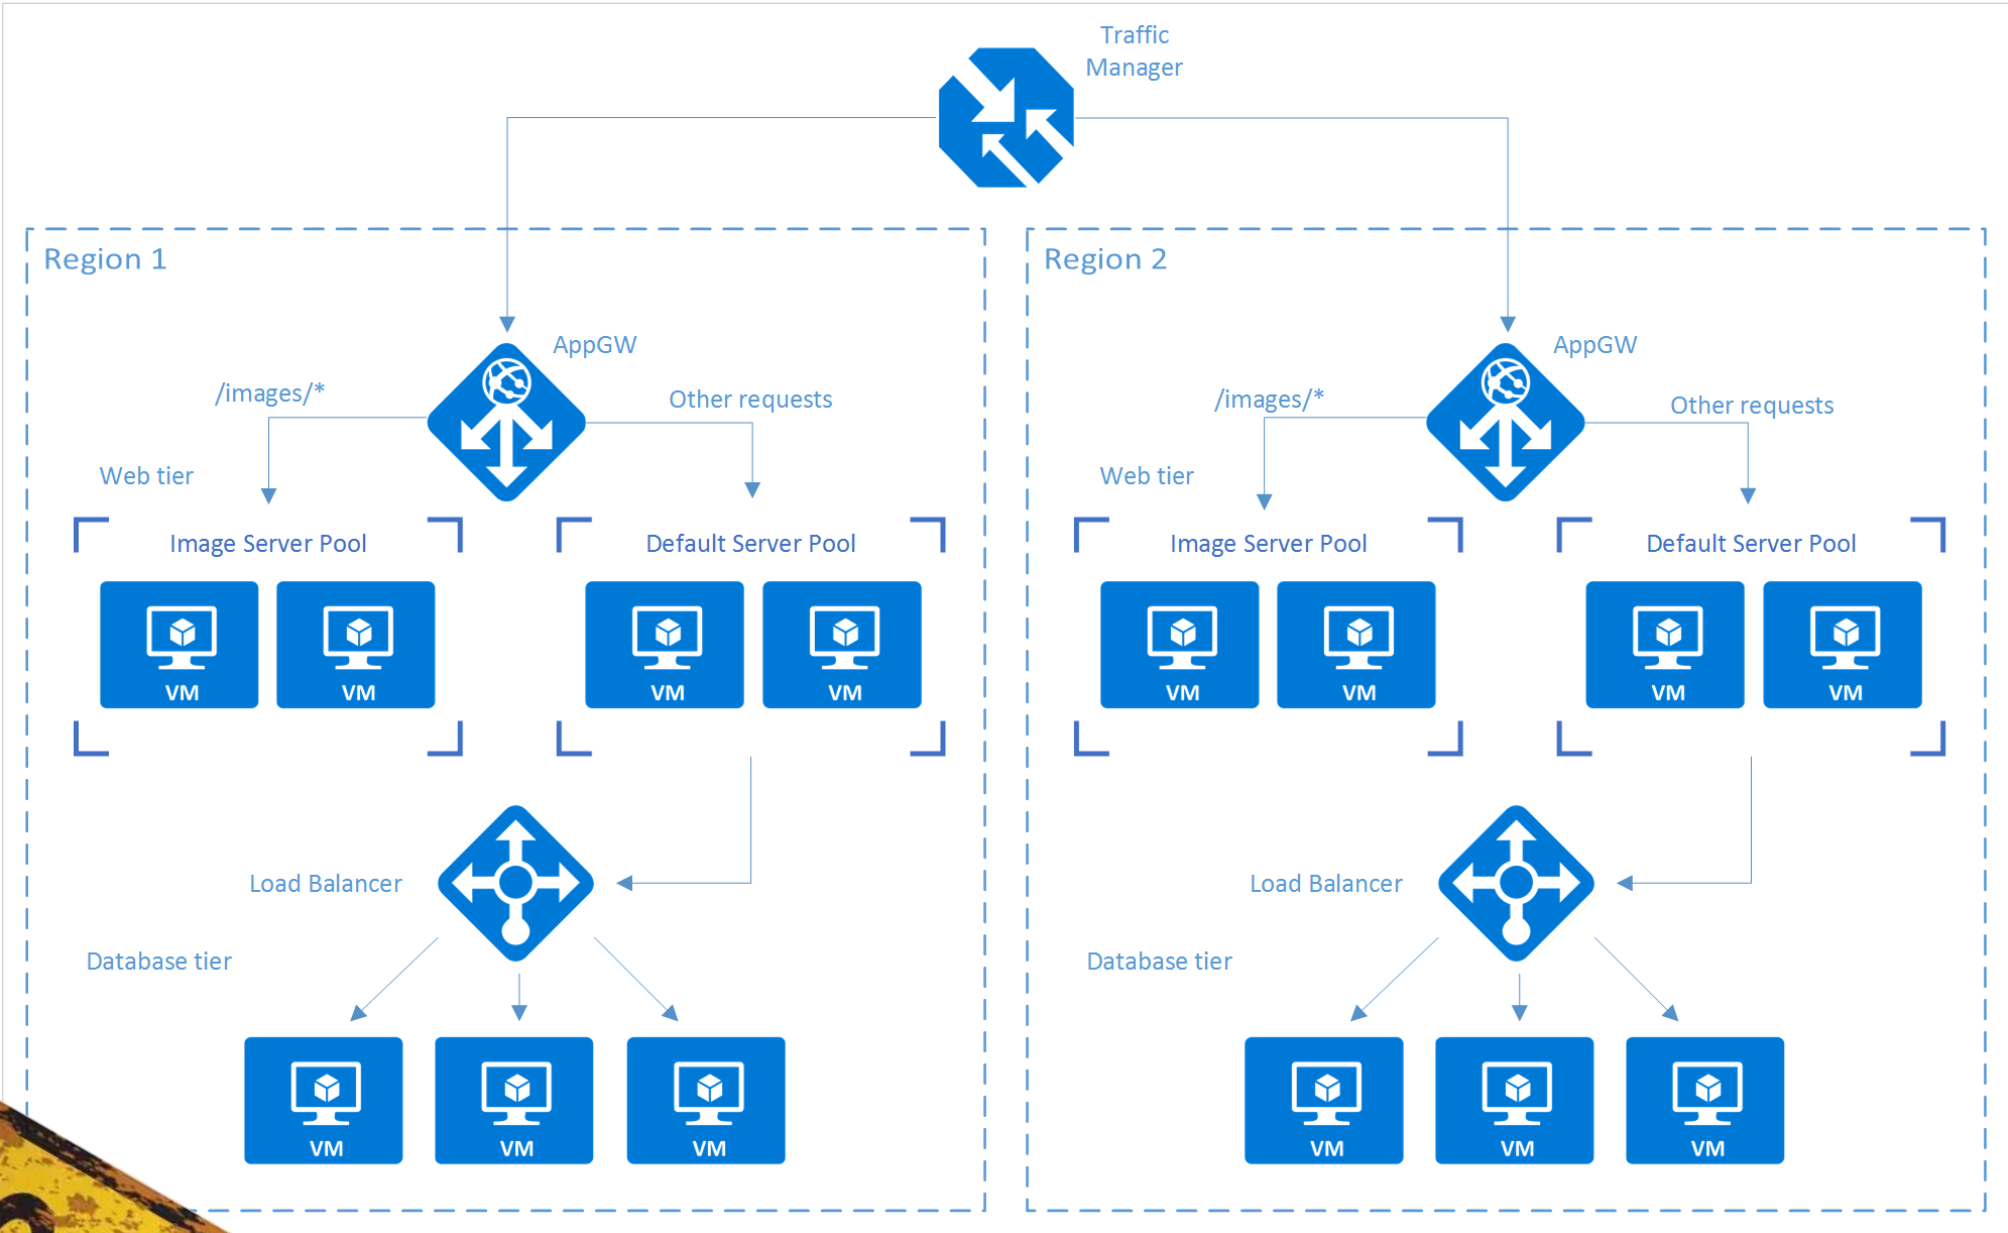 Traffic
Manager
Region 1
AppGW
/images/*
Other requests
Web tier
Image Server Pool
Default Server Pool
VM
VM
VM
VM
Load Balancer
Database tier
VM
VM
VM
Region 2
AppGW
/images/*
Other requests
Web tier
Image Server Pool
Default Server Pool
VM
VM
VM
VM
Load Balancer
Database tier
VM
VM
VM